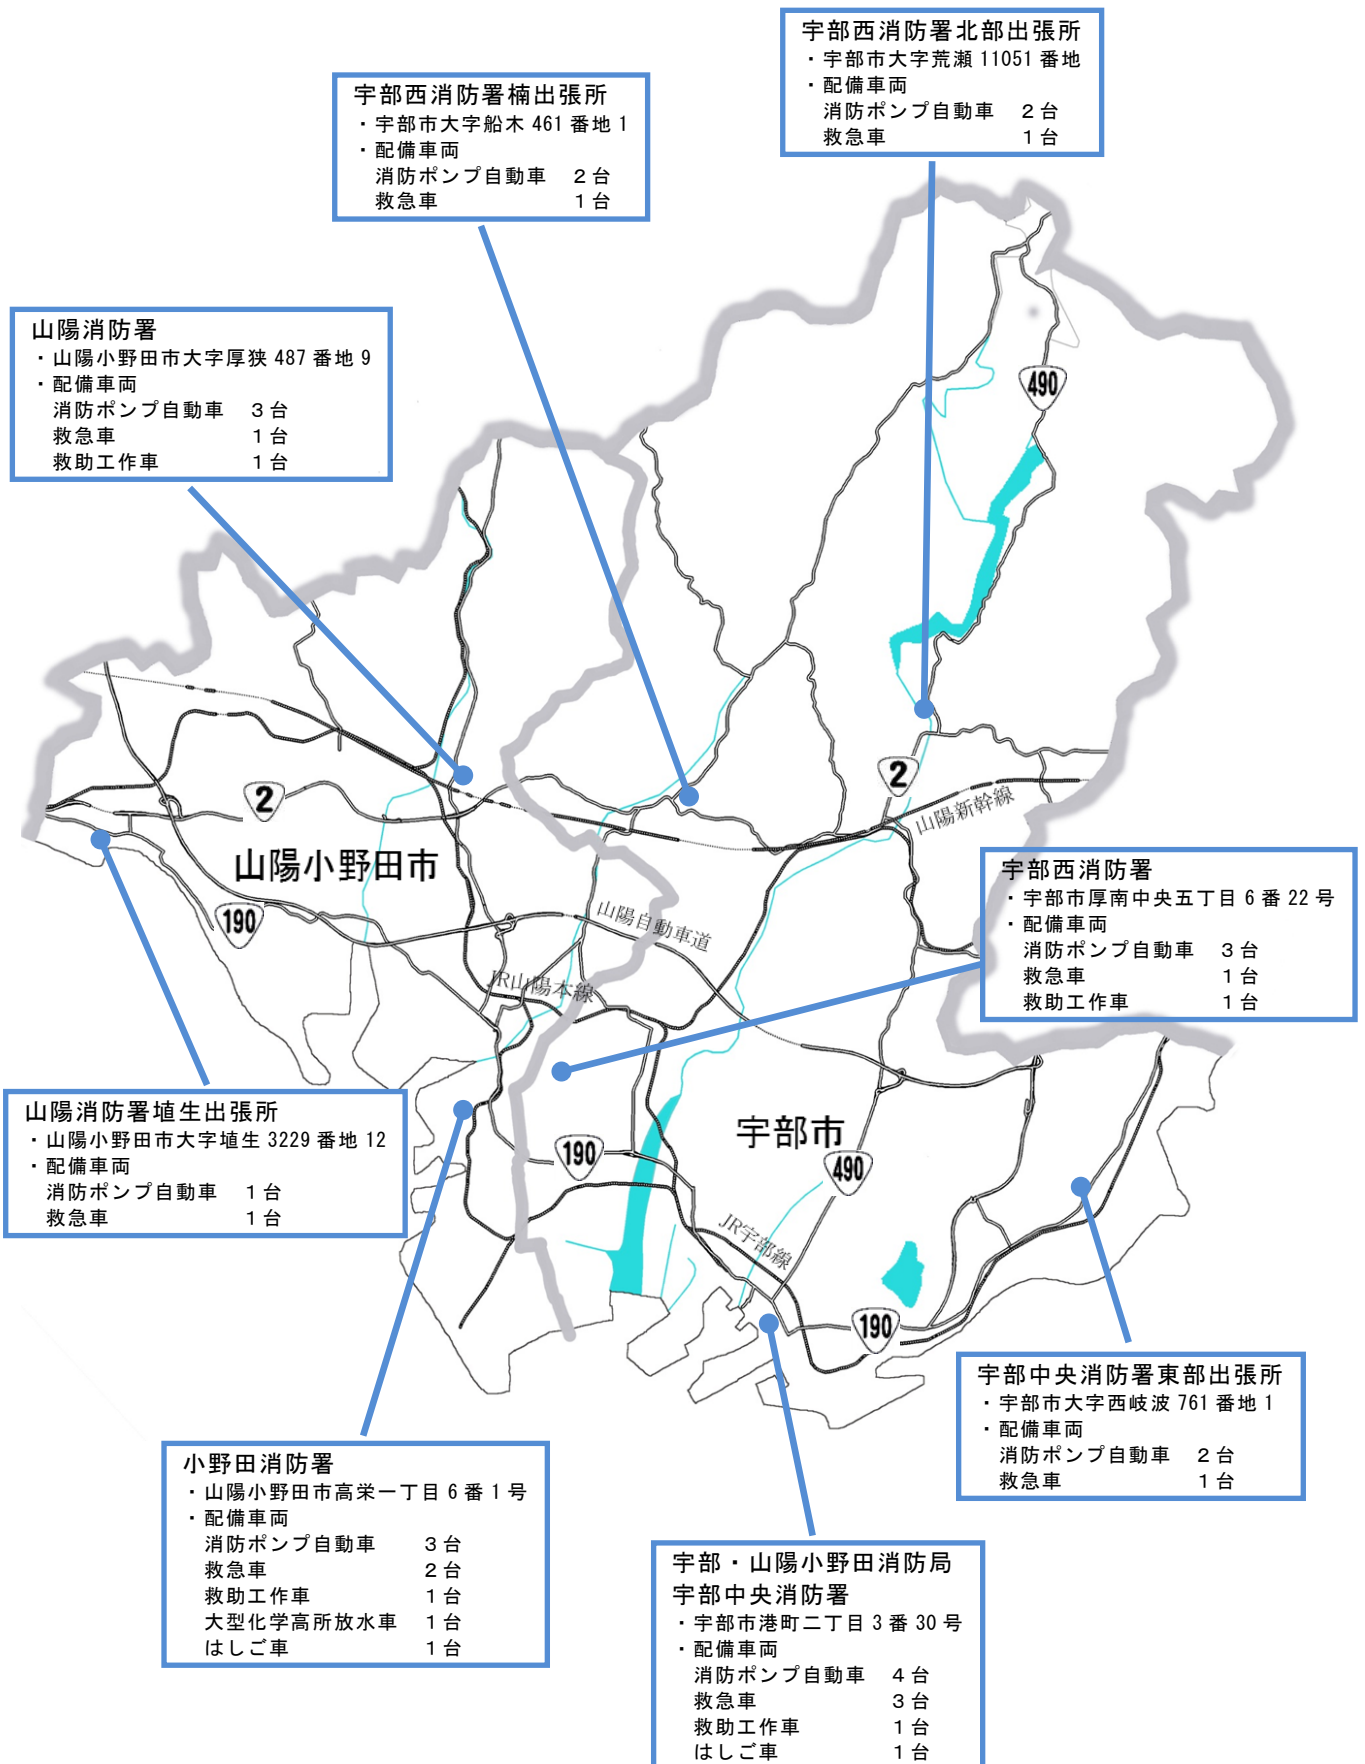 宇部西消防署北部出張所
・宇部市大字荒瀬 11051 番地
・配備車両
消防ポンプ自動車　２台
救急車　１台
宇部西消防署楠出張所
・宇部市大字船木 461 番地 1
・配備車両
消防ポンプ自動車　２台
救急車　１台
山陽消防署
・山陽小野田市大字厚狭 487 番地 9
・配備車両
消防ポンプ自動車　３台
救急車　１台
救助工作車　１台
490
2
2
山陽新幹線
山陽小野田市
190
山陽自動車道
JR山陽本線
宇部西消防署
・宇部市厚南中央五丁目 6 番 22 号
・配備車両
消防ポンプ自動車　３台
救急車　１台
救助工作車　１台
山陽消防署埴生出張所
・山陽小野田市大字埴生 3229 番地 12
・配備車両
消防ポンプ自動車　１台
救急車　１台
宇部市
190
490
JR宇部線
190
宇部中央消防署東部出張所
・宇部市大字西岐波 761 番地 1
・配備車両
消防ポンプ自動車　２台
救急車　１台
小野田消防署
・山陽小野田市高栄一丁目 6 番 1 号
・配備車両
消防ポンプ自動車　３台
救急車　２台
救助工作車　１台
大型化学高所放水車　１台
はしご車　１台
宇部・山陽小野田消防局
宇部中央消防署
・宇部市港町二丁目 3 番 30 号
・配備車両
消防ポンプ自動車　４台
救急車　３台
救助工作車　１台
はしご車　１台